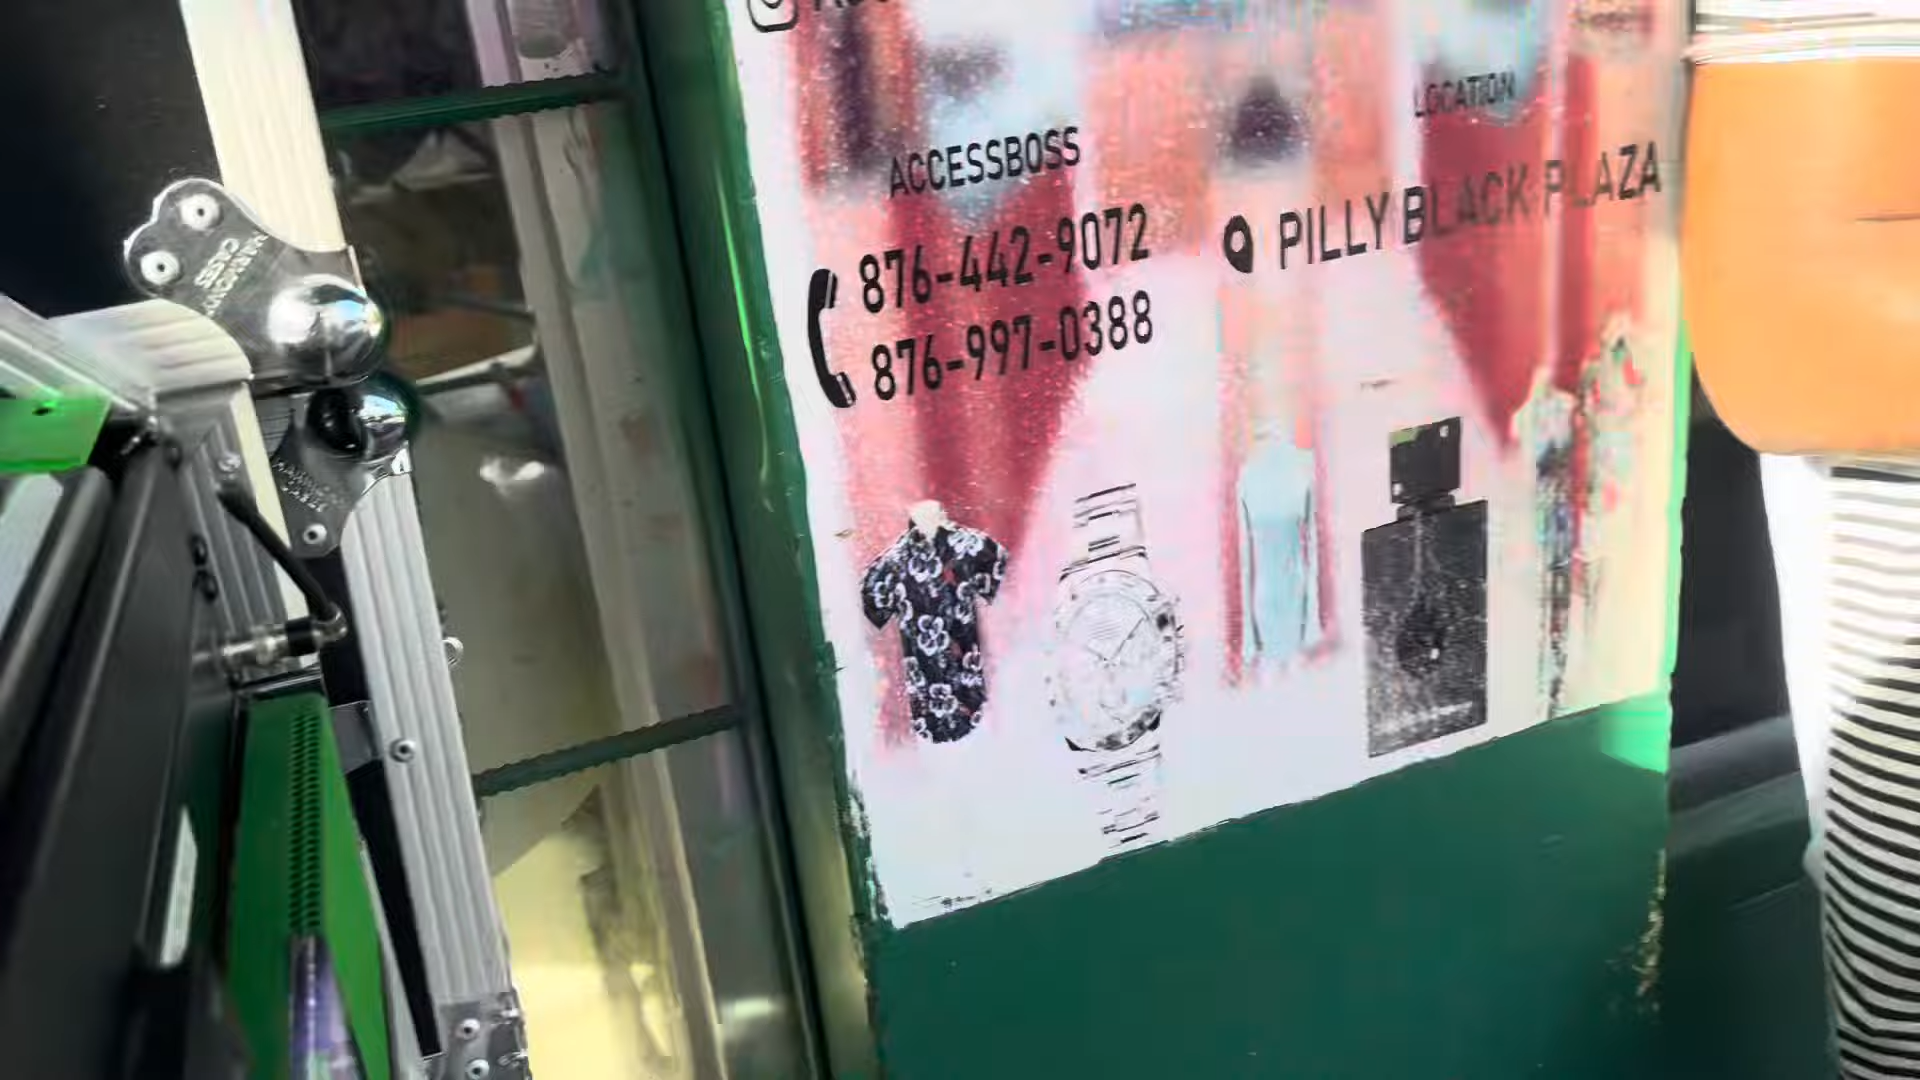 ACCESSBOSS
876-442-9072
876-997-0388
LOCATION
PILLY BLACK PLAZA